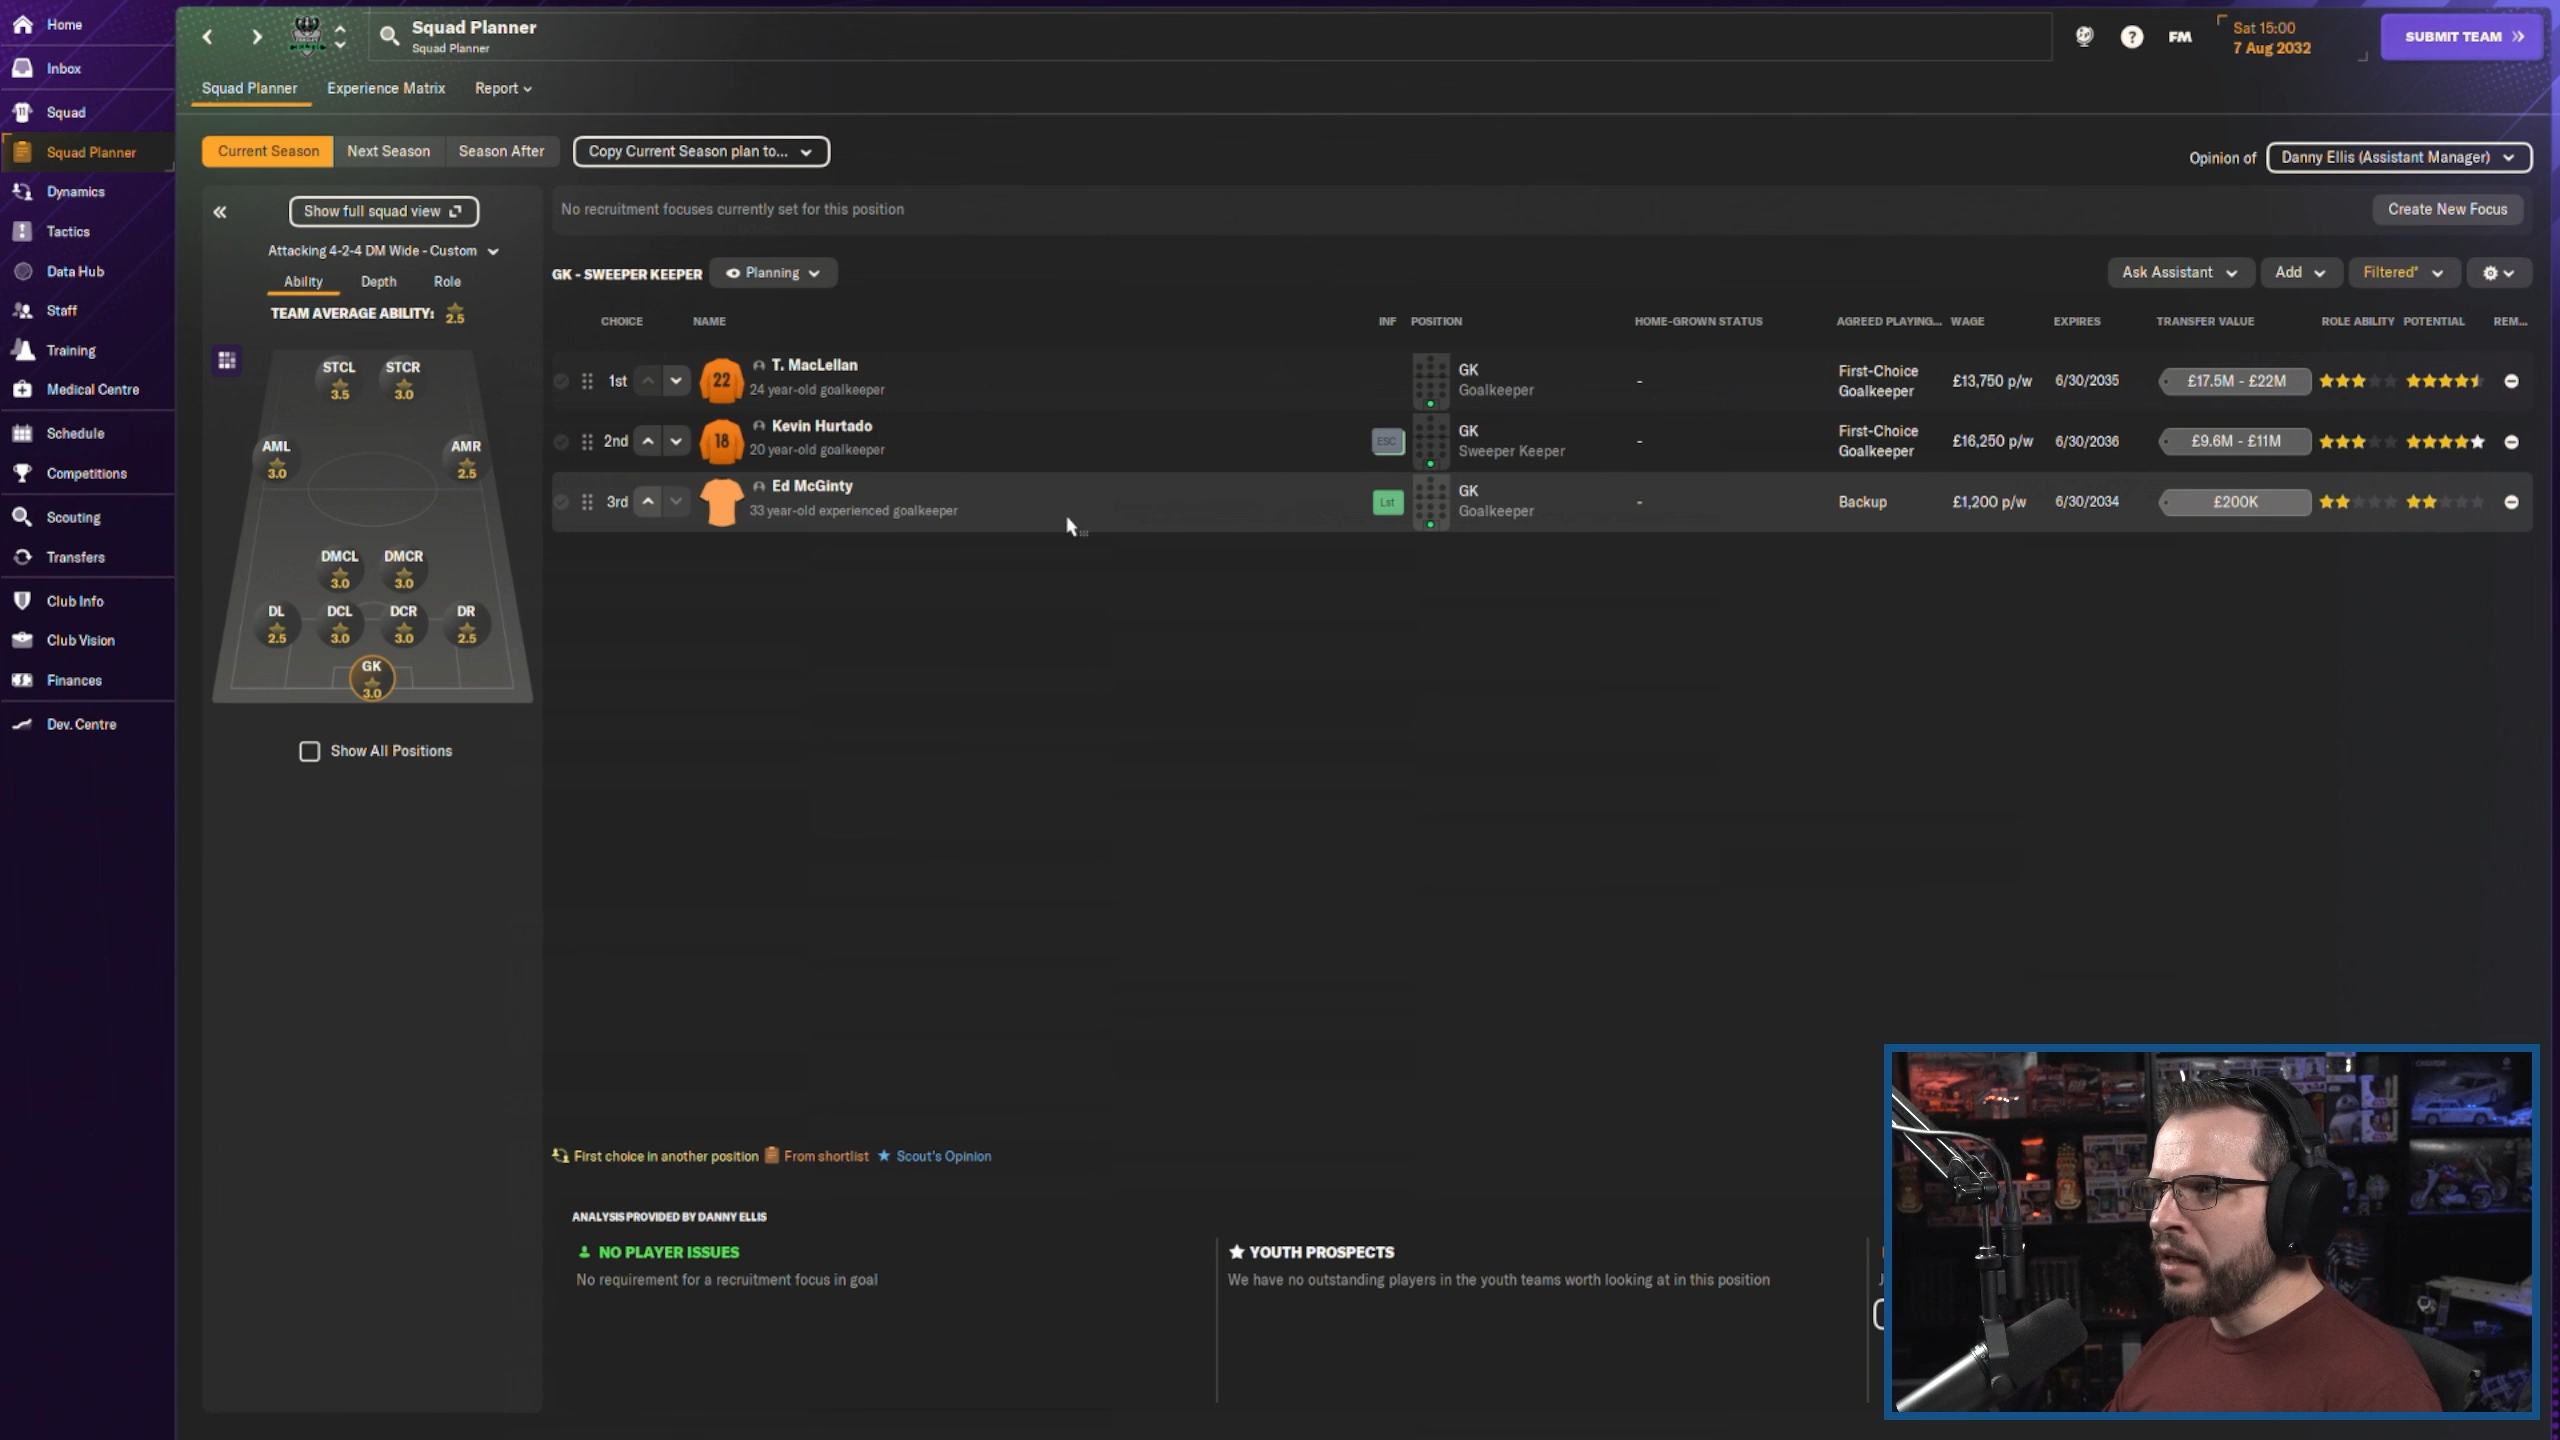 Home
Inbox
Squad
Squad Planner
Dynamics
Tactics
Data Hub
Staff
Training
Medical Centre
Schedule
Competitions
Scouting
Transfers
Club Info
Club Vision
Finances
Dev. Centre
Squad Planner
Squad Planner
FM
Sat 15:00
7 Aug 2032
SUBMIT TEAM
Squad Planner Experience Matrix Report
Current Season Next Season Season After Copy Current Season plan to...
Opinion of Danny Ellis (Assistant Manager)
Show full squad view
Attacking 4-2-4 DM Wide - Custom
Ability Depth Role
TEAM AVERAGE ABILITY: 2.5
STCL STCR
3.5 3.0
AML AMR
3.0 2.5
DMCL DMCR
3.0 3.0
DL DCL DCR DR
2.5 3.0 3.0 2.5
GK
3.0
Show All Positions
No recruitment focuses currently set for this position
Create New Focus
GK - SWEEPER KEEPER Planning
Ask Assistant Add Filtered*
CHOICE NAME INF POSITION HOME-GROWN STATUS AGREED PLAYING... WAGE EXPIRES TRANSFER VALUE ROLE ABILITY POTENTIAL REM...
1st 22 T. MacLellan GK - First-Choice £13,750 p/w 6/30/2035 £17.5M - £22M
24 year-old goalkeeper Goalkeeper Goalkeeper
2nd 18 Kevin Hurtado ESC GK - First-Choice £16,250 p/w 6/30/2036 £9.6M - £11M
20 year-old goalkeeper Sweeper Keeper Goalkeeper
3rd Ed McGinty Lst GK - Backup £1,200 p/w 6/30/2034 £200K
33 year-old experienced goalkeeper Goalkeeper
First choice in another position From shortlist Scout's Opinion
ANALYSIS PROVIDED BY DANNY ELLIS
NO PLAYER ISSUES
No requirement for a recruitment focus in goal
YOUTH PROSPECTS
We have no outstanding players in the youth teams worth looking at in this position